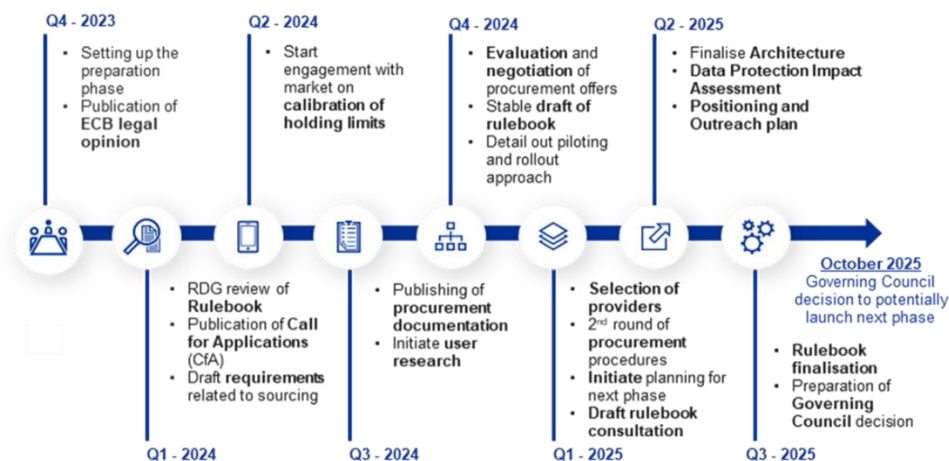 Q4 - 2023
• Setting up the
preparation
phase
• Publication of
ECB legal
opinion
Q2 - 2024
• Start
engagement with
market on
calibration of
holding limits
Q4 - 2024
• Evaluation and
negotiation of
procurement offers
• Stable draft of
rulebook
• Detail out piloting
and rollout
approach
Q2 - 2025
• Finalise Architecture
• Data Protection Impact
Assessment
• Positioning and
Outreach plan
• RDG review of
Rulebook
• Publication of Call
for Applications
(CfA)
• Draft requirements
related to sourcing
Q1 - 2024
• Publishing of
procurement
documentation
• Initiate user
research
Q3 - 2024
• Selection of
providers
• 2nd round of
procurement
procedures
• Initiate planning for
next phase
• Draft rulebook
consultation
Q1 - 2025
October 2025
Governing Council
decision to potentially
launch next phase
• Rulebook
finalisation
• Preparation of
Governing
Council decision
Q3 - 2025